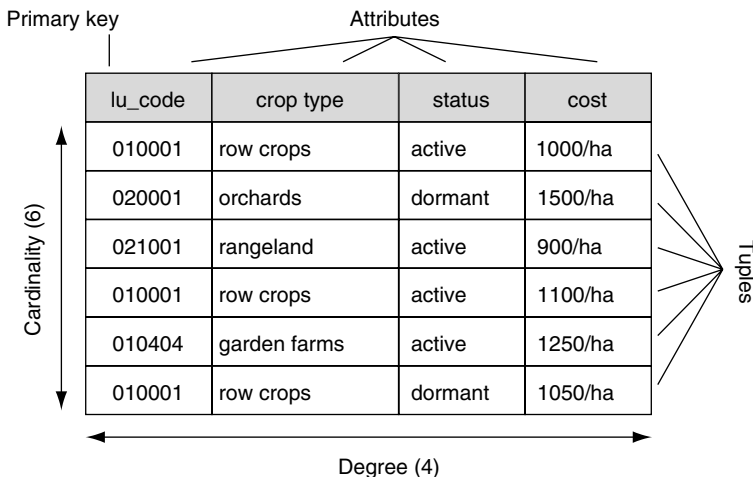 Primary key Attributes
lu_code crop type status cost
010001 row crops active 1000/ha
020001 orchards dormant 1500/ha
021001 rangeland active 900/ha
010001 row crops active 1100/ha
010404 garden farms active 1250/ha
010001 row crops dormant 1050/ha
Cardinality (6)
Tuples
Degree (4)